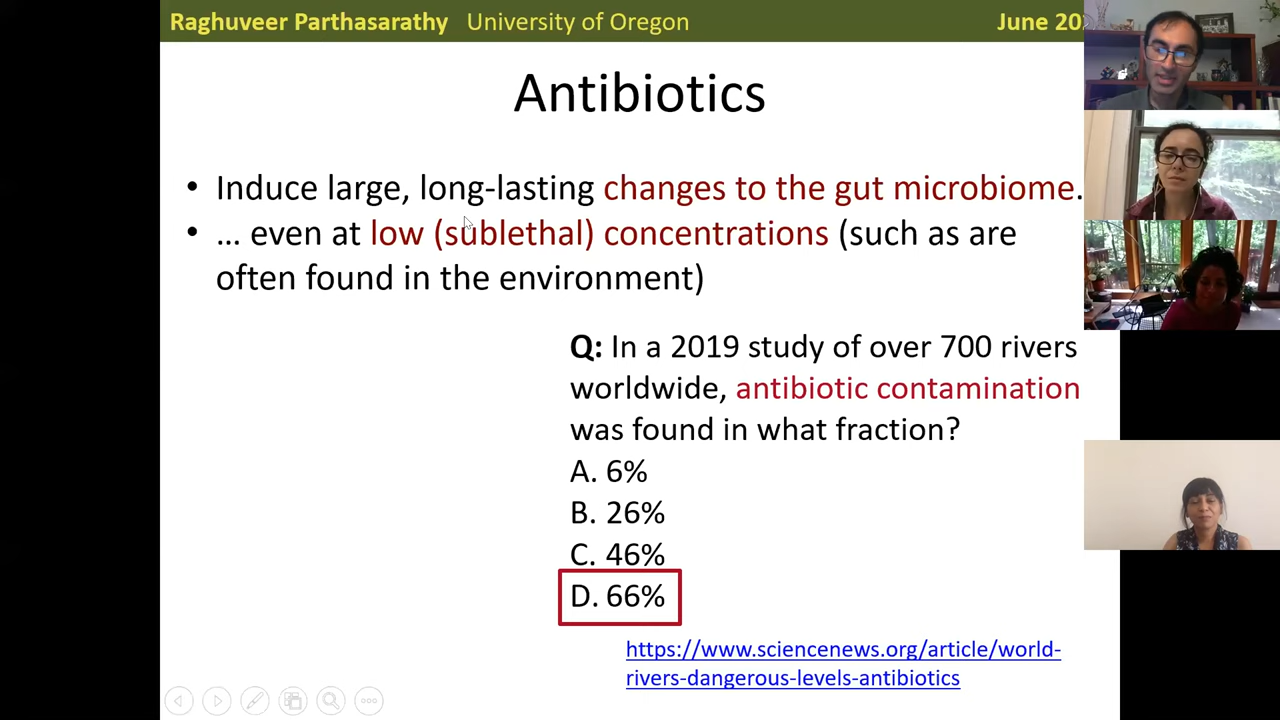 Raghuveer Parthasarathy University of Oregon June 20
Antibiotics
• Induce large, long-lasting changes to the gut microbiome.
• ... even at low (sublethal) concentrations (such as are
often found in the environment)
Q: In a 2019 study of over 700 rivers
worldwide, antibiotic contamination
was found in what fraction?
A. 6%
B. 26%
C. 46%
D. 66%
https://www.sciencenews.org/article/world-
rivers-dangerous-levels-antibiotics